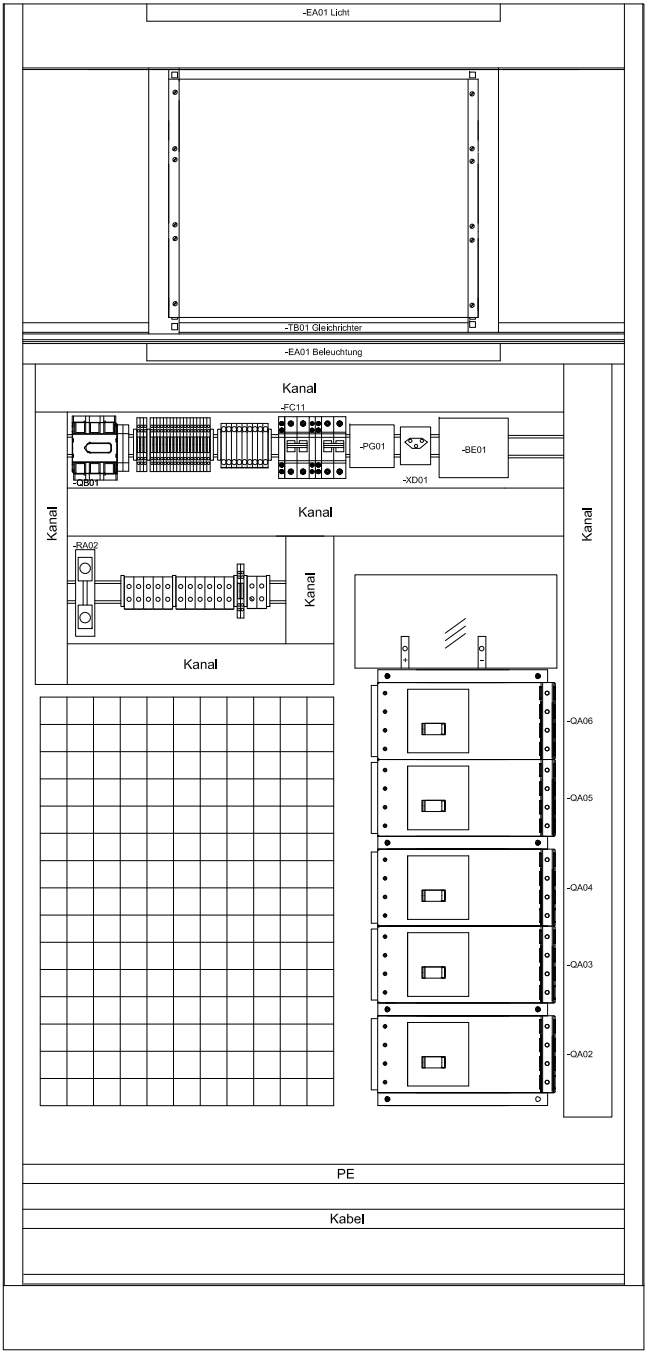 -EA01 Licht
-TB01 Gleichrichter
-EA01 Beleuchtung
Kanal
-FC11
-PG01
-BE01
-XD01
-QB01
Kanal
Kanal
Kanal
-RA02
Kanal
Kanal
+
-
-QA06
-QA05
-QA04
-QA03
-QA02
PE
Kabel